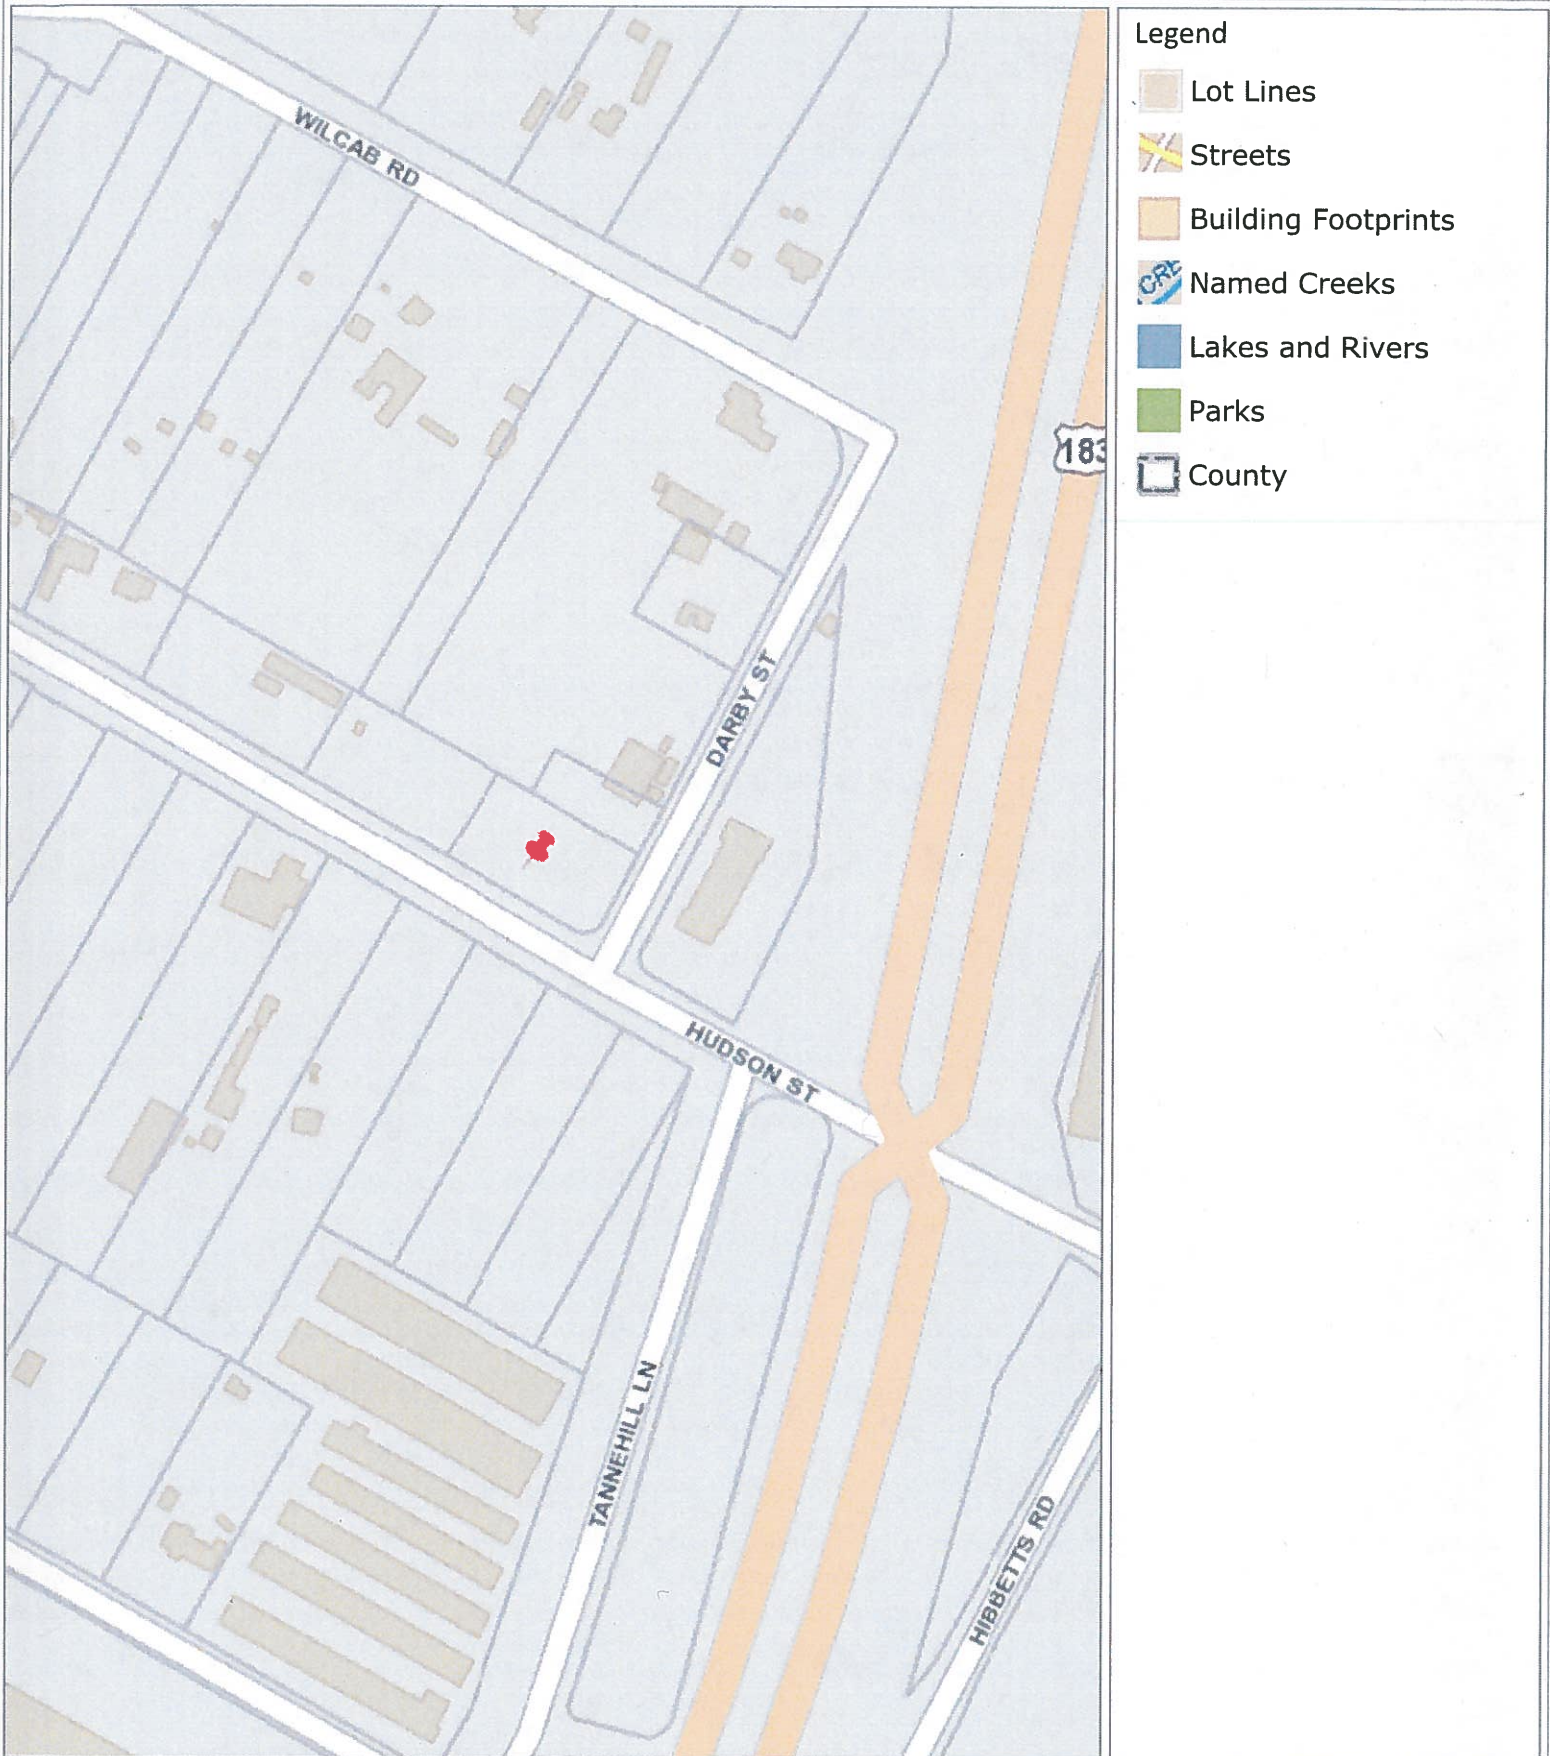 WILCAB RD
183
DARBY ST
HUDSON ST
TANNEHILL LN
HIBBETTS RD
Legend
Lot Lines
Streets
Building Footprints
CRE
Named Creeks
Lakes and Rivers
Parks
County